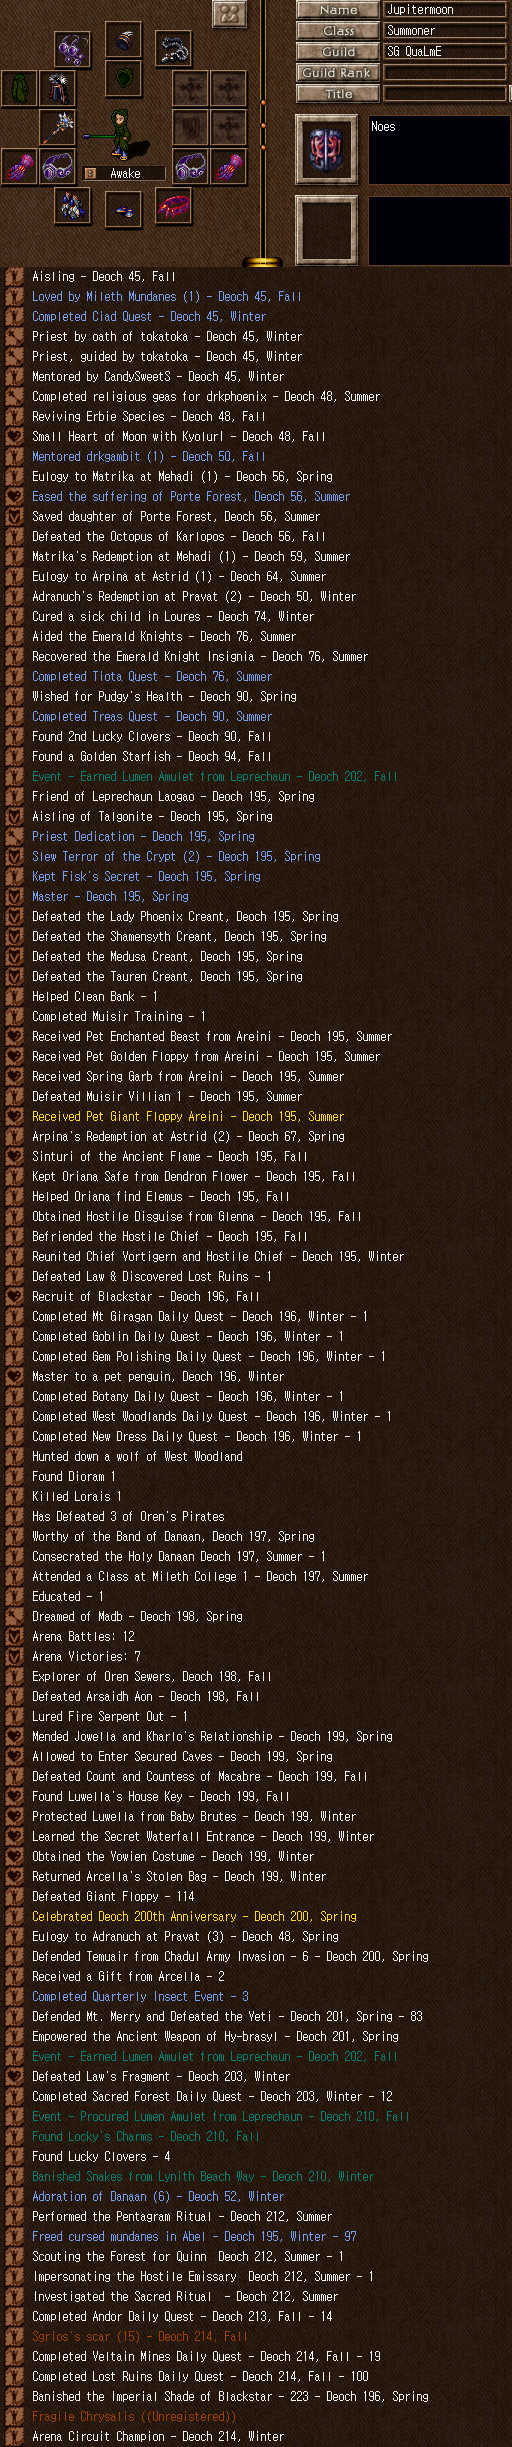 Name Jupitermoon
Class Summoner
Guild SG QuaLmE
Guild Rank
Title
Noes
Awake
Aisling - Deoch 45, Fall
Loved by Mileth Mundanes (1) - Deoch 45, Fall
Completed Ciad Quest - Deoch 45, Winter
Priest by oath of tokatoka - Deoch 45, Winter
Priest, guided by tokatoka - Deoch 45, Winter
Mentored by CandySweetS - Deoch 45, Winter
Completed religious geas for drkphoenix - Deoch 48, Summer
Reviving Erbie Species - Deoch 48, Fall
Small Heart of Moon with Kyolurl - Deoch 48, Fall
Mentored drkgambit (1) - Deoch 50, Fall
Eulogy to Matrika at Mehadi (1) - Deoch 56, Spring
Eased the suffering of Porte Forest, Deoch 56, Summer
Saved daughter of Porte Forest, Deoch 56, Summer
Defeated the Octopus of Karlopos - Deoch 56, Fall
Matrika's Redemption at Mehadi (1) - Deoch 59, Summer
Eulogy to Arpina at Astrid (1) - Deoch 64, Summer
Adranuch's Redemption at Pravat (2) - Deoch 50, Winter
Cured a sick child in Loures - Deoch 74, Winter
Aided the Emerald Knights - Deoch 76, Summer
Recovered the Emerald Knight Insignia - Deoch 76, Summer
Completed Tiota Quest - Deoch 76, Summer
Wished for Pudgy's Health - Deoch 90, Spring
Completed Treas Quest - Deoch 90, Summer
Found 2nd Lucky Clovers - Deoch 90, Fall
Found a Golden Starfish - Deoch 94, Fall
Event - Earned Lumen Amulet from Leprechaun - Deoch 202, Fall
Friend of Leprechaun Laogao - Deoch 195, Spring
Aisling of Talgonite - Deoch 195, Spring
Priest Dedication - Deoch 195, Spring
Slew Terror of the Crypt (2) - Deoch 195, Spring
Kept Fisk's Secret - Deoch 195, Spring
Master - Deoch 195, Spring
Defeated the Lady Phoenix Creant, Deoch 195, Spring
Defeated the Shamensyth Creant, Deoch 195, Spring
Defeated the Medusa Creant, Deoch 195, Spring
Defeated the Tauren Creant, Deoch 195, Spring
Helped Clean Bank - 1
Completed Muisir Training - 1
Received Pet Enchanted Beast from Areini - Deoch 195, Summer
Received Pet Golden Floppy from Areini - Deoch 195, Summer
Received Spring Garb from Areini - Deoch 195, Summer
Defeated Muisir Villian 1 - Deoch 195, Summer
Received Pet Giant Floppy Areini - Deoch 195, Summer
Arpina's Redemption at Astrid (2) - Deoch 67, Spring
Sinturi of the Ancient Flame - Deoch 195, Fall
Kept Oriana Safe from Dendron Flower - Deoch 195, Fall
Helped Oriana find Elemus - Deoch 195, Fall
Obtained Hostile Disguise from Glenna - Deoch 195, Fall
Befriended the Hostile Chief - Deoch 195, Fall
Reunited Chief Vortigern and Hostile Chief - Deoch 195, Winter
Defeated Law & Discovered Lost Ruins - 1
Recruit of Blackstar - Deoch 196, Fall
Completed Mt Giragan Daily Quest - Deoch 196, Winter - 1
Completed Goblin Daily Quest - Deoch 196, Winter - 1
Completed Gem Polishing Daily Quest - Deoch 196, Winter - 1
Master to a pet penguin, Deoch 196, Winter
Completed Botany Daily Quest - Deoch 196, Winter - 1
Completed West Woodlands Daily Quest - Deoch 196, Winter - 1
Completed New Dress Daily Quest - Deoch 196, Winter - 1
Hunted down a wolf of West Woodland
Found Dioram 1
Killed Lorais 1
Has Defeated 3 of Oren's Pirates
Worthy of the Band of Danaan, Deoch 197, Spring
Consecrated the Holy Danaan Deoch 197, Summer - 1
Attended a Class at Mileth College 1 - Deoch 197, Summer
Educated - 1
Dreamed of Madb - Deoch 198, Spring
Arena Battles: 12
Arena Victories: 7
Explorer of Oren Sewers, Deoch 198, Fall
Defeated Arsaidh Aon - Deoch 198, Fall
Lured Fire Serpent Out - 1
Mended Jowella and Kharlo's Relationship - Deoch 199, Spring
Allowed to Enter Secured Caves - Deoch 199, Spring
Defeated Count and Countess of Macabre - Deoch 199, Fall
Found Luwella's House Key - Deoch 199, Fall
Protected Luwella from Baby Brutes - Deoch 199, Winter
Learned the Secret Waterfall Entrance - Deoch 199, Winter
Obtained the Yowien Costume - Deoch 199, Winter
Returned Arcella's Stolen Bag - Deoch 199, Winter
Defeated Giant Floppy - 114
Celebrated Deoch 200th Anniversary - Deoch 200, Spring
Eulogy to Adranuch at Pravat (3) - Deoch 48, Spring
Defended Temuair from Chadul Army Invasion - 6 - Deoch 200, Spring
Received a Gift from Arcella - 2
Completed Quarterly Insect Event - 3
Defended Mt. Merry and Defeated the Yeti - Deoch 201, Spring - 83
Empowered the Ancient Weapon of Hy-brasyl - Deoch 201, Spring
Event - Earned Lumen Amulet from Leprechaun - Deoch 202, Fall
Defeated Law's Fragment - Deoch 203, Winter
Completed Sacred Forest Daily Quest - Deoch 203, Winter - 12
Event - Procured Lumen Amulet from Leprechaun - Deoch 210, Fall
Found Locky's Charms - Deoch 210, Fall
Found Lucky Clovers - 4
Banished Snakes from Lynith Beach Way - Deoch 210, Winter
Adoration of Danaan (6) - Deoch 52, Winter
Performed the Pentagram Ritual - Deoch 212, Summer
Freed cursed mundanes in Abel - Deoch 195, Winter - 97
Scouting the Forest for Quinn  Deoch 212, Summer - 1
Impersonating the Hostile Emissary  Deoch 212, Summer - 1
Investigated the Sacred Ritual  - Deoch 212, Summer
Completed Andor Daily Quest - Deoch 213, Fall - 14
Sgrios's scar (15) - Deoch 214, Fall
Completed Veltain Mines Daily Quest - Deoch 214, Fall - 19
Completed Lost Ruins Daily Quest - Deoch 214, Fall - 100
Banished the Imperial Shade of Blackstar - 223 - Deoch 196, Spring
Fragile Chrysalis ((Unregistered))
Arena Circuit Champion - Deoch 214, Winter